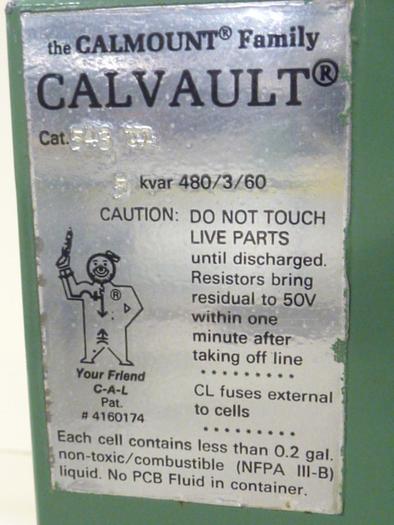 the CALMOUNT® Family
CALVAULT®
Cat. 543
5 kvar 480/3/60
CAUTION: DO NOT TOUCH
LIVE PARTS
until discharged.
Resistors bring
residual to 50V
within one
minute after
taking off line
• • • • • • • • •
CL fuses external
to cells
• • • • • • • • •
®
Your Friend
C-A-L
Pat.
# 4160174
Each cell contains less than 0.2 gal.
non-toxic/combustible (NFPA III-B)
liquid. No PCB Fluid in container.